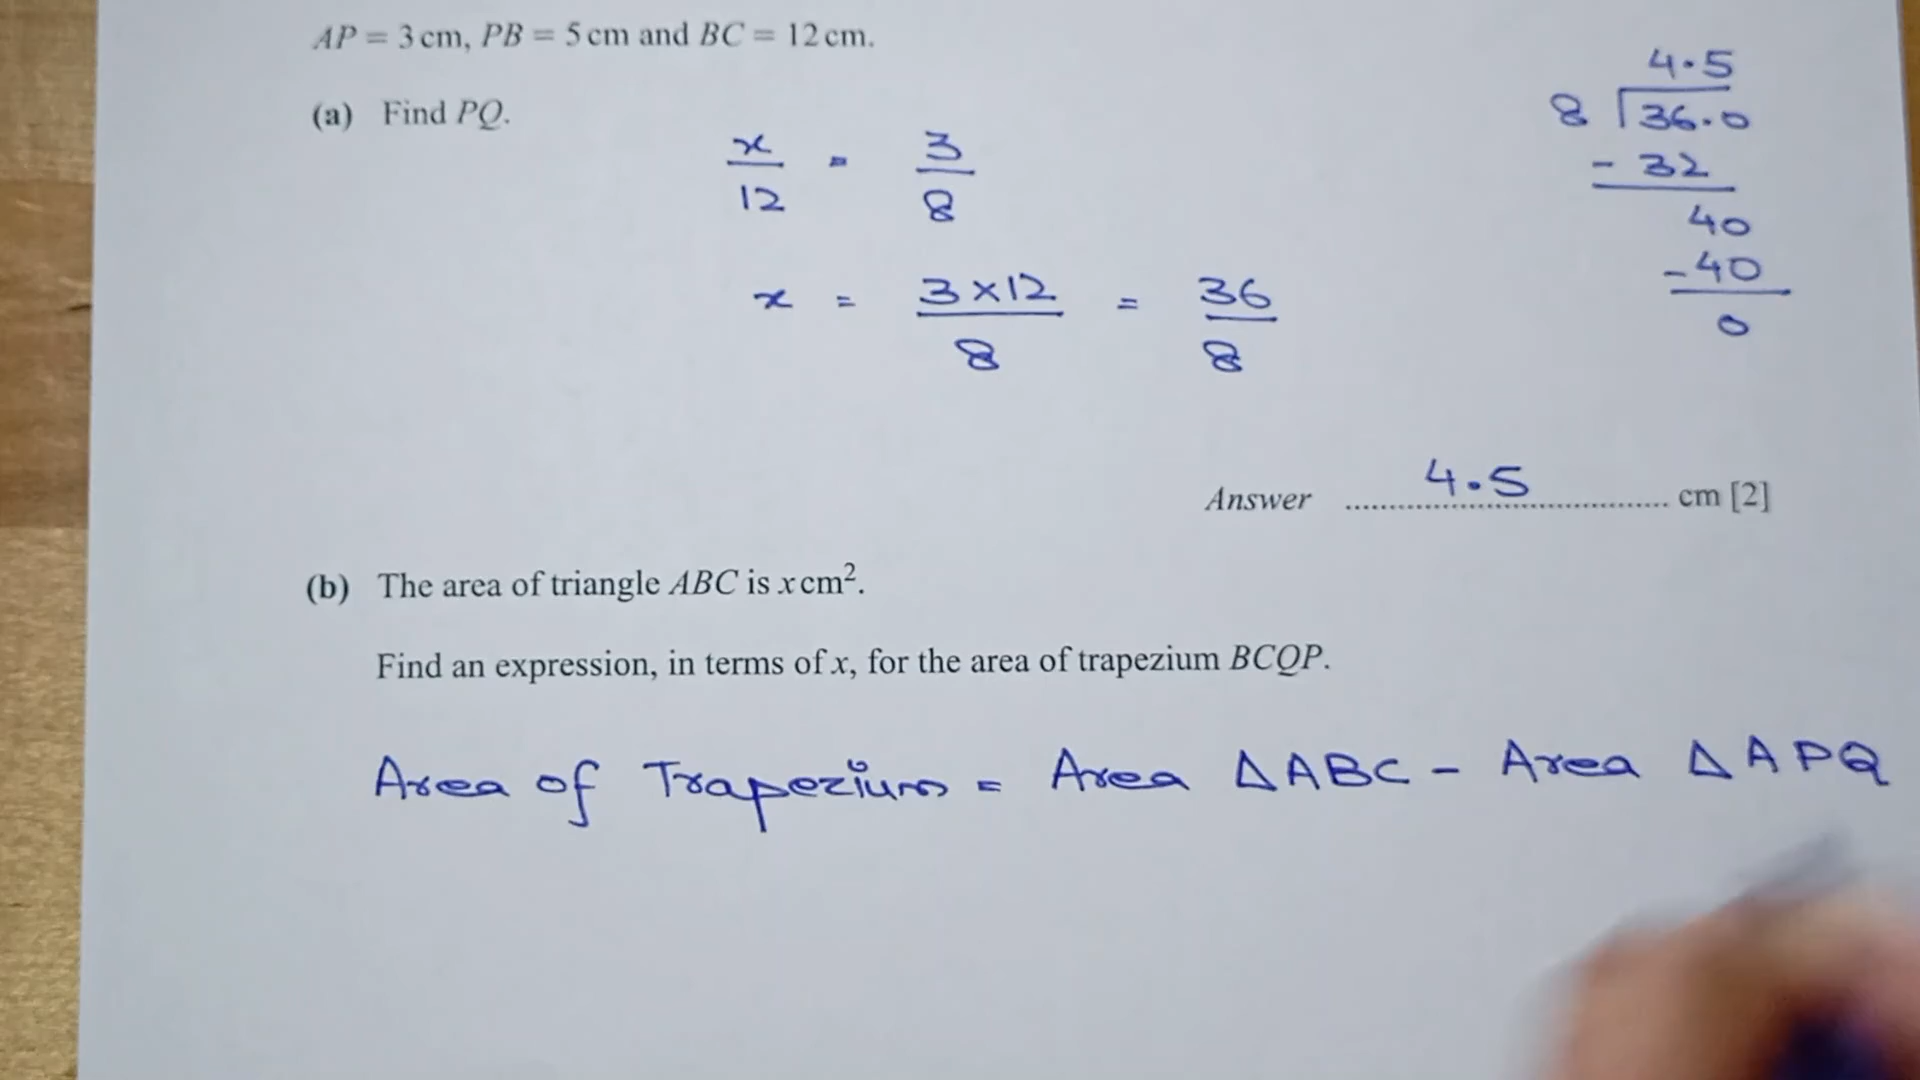 AP = 3 cm, PB = 5 cm and BC = 12 cm.
(a) Find PQ.
x/12 = 3/8
x = 3×12/8 = 36/8
4.5
8 36.0
- 32
40
-40
0
Answer 4.5 cm [2]
(b) The area of triangle ABC is x cm².
Find an expression, in terms of x, for the area of trapezium BCQP.
Area of Trapezium = Area △ABC - Area △APQ